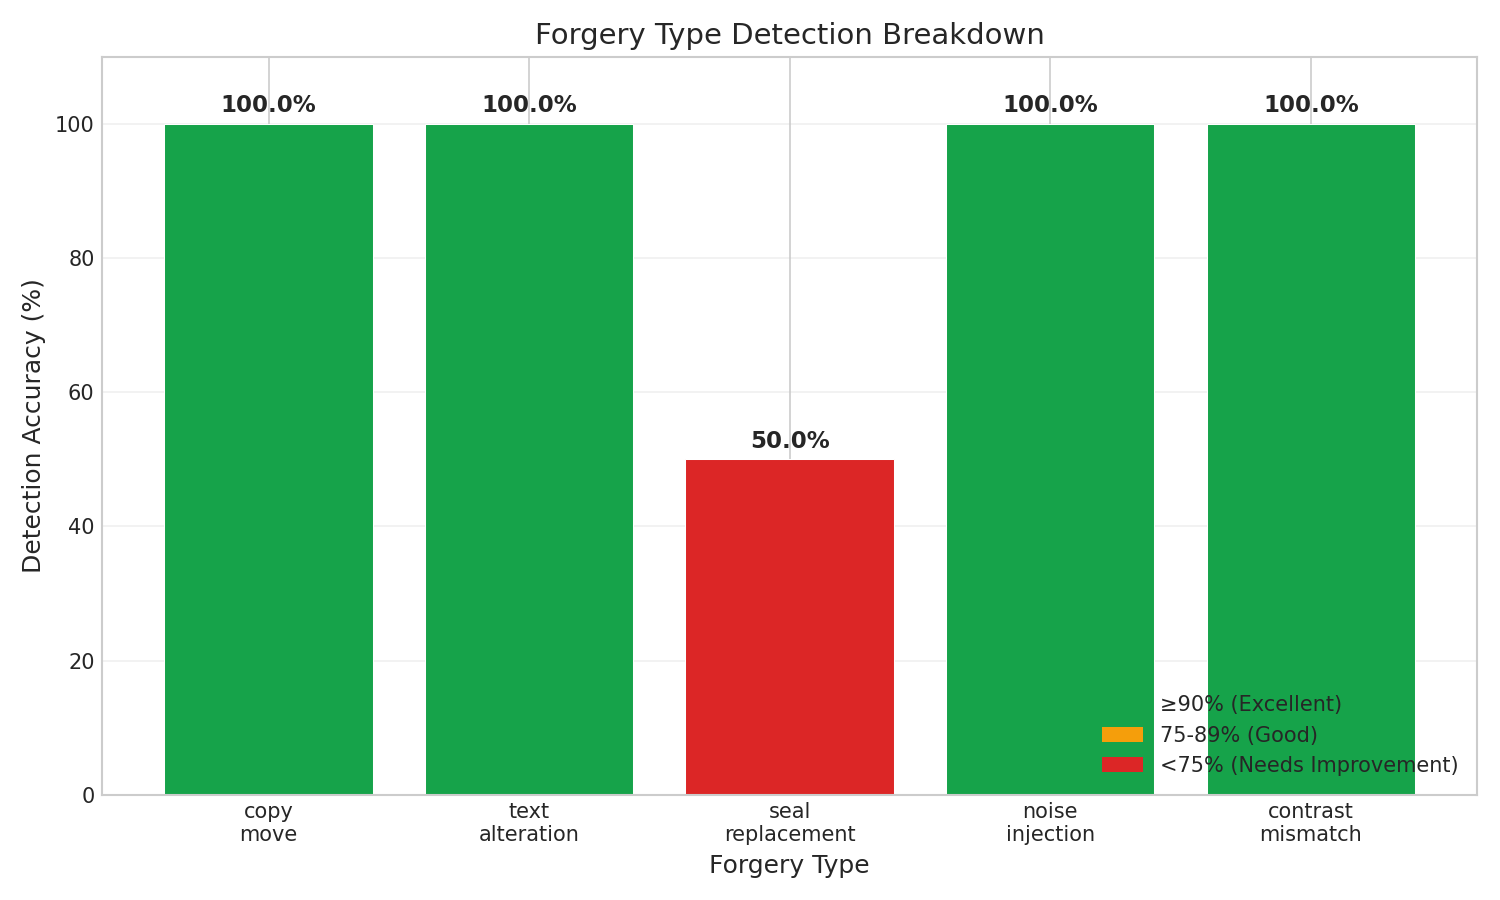 Forgery Type Detection Breakdown
100.0%
100.0%
50.0%
100.0%
100.0%
Detection Accuracy (%)
100
80
60
40
20
0
≥90% (Excellent)
75-89% (Good)
<75% (Needs Improvement)
copy
move
text
alteration
seal
replacement
noise
injection
contrast
mismatch
Forgery Type